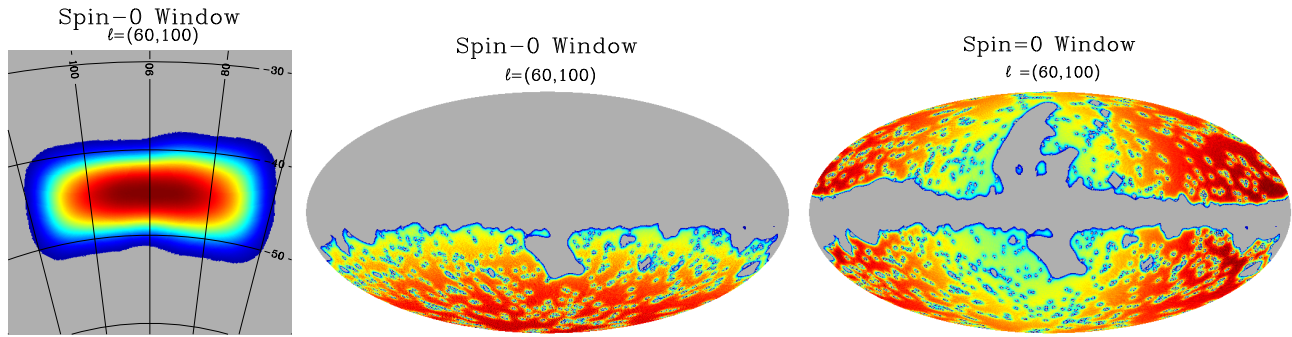 Spin-0 Window
ℓ=(60,100)
100
90
80
-30
-40
-50
Spin-0 Window
ℓ=(60,100)
Spin=0 Window
ℓ =(60,100)